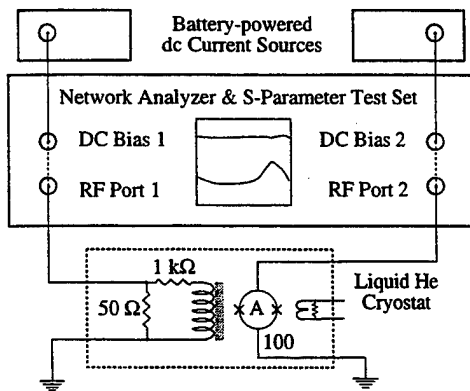 Battery-powered
dc Current Sources
Network Analyzer & S-Parameter Test Set
DC Bias 1
DC Bias 2
RF Port 1
RF Port 2
1 kΩ
50 Ω
A
100
Liquid He
Cryostat